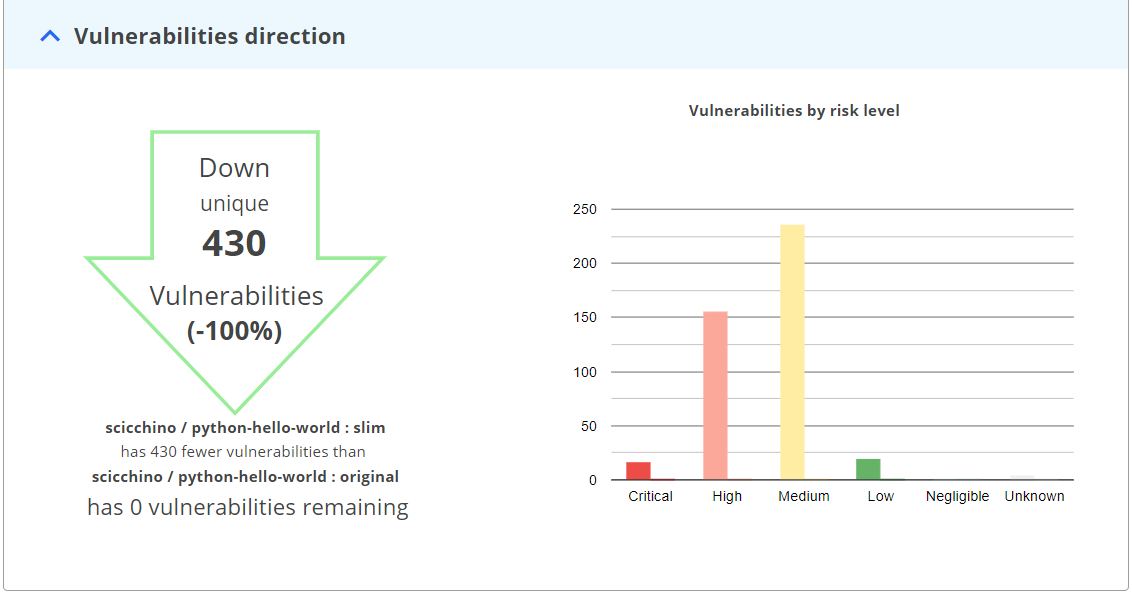 Vulnerabilities direction
Down
unique
430
Vulnerabilities
(-100%)
scicchino / python-hello-world : slim
has 430 fewer vulnerabilities than
scicchino / python-hello-world : original
has 0 vulnerabilities remaining
Vulnerabilities by risk level
250
200
150
100
50
0
Critical High Medium Low Negligible Unknown